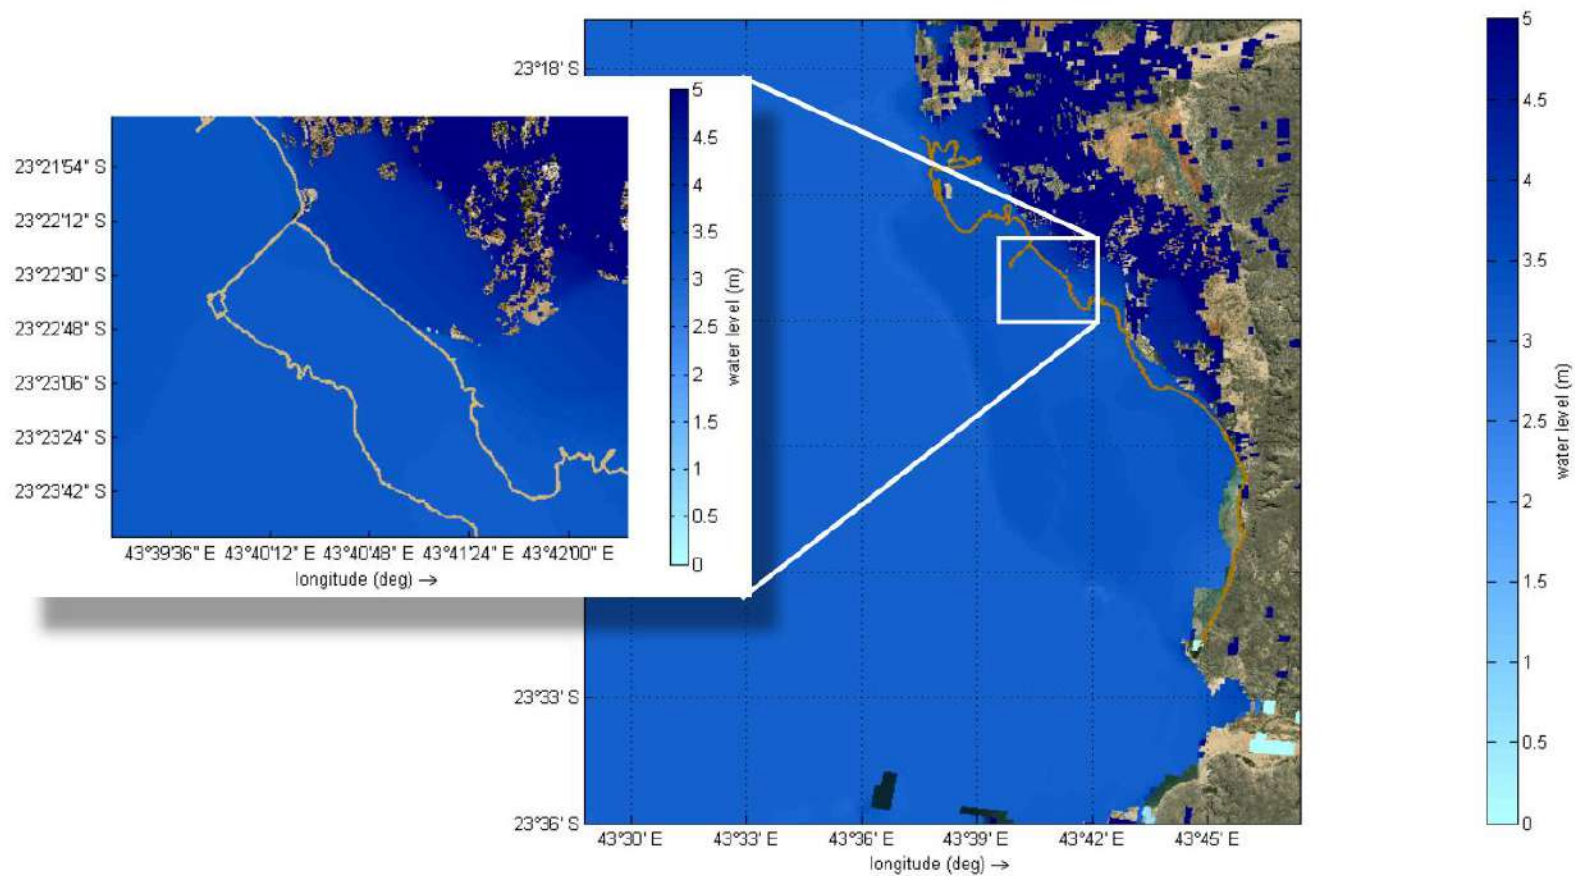 23°18' S
23°33' S
23°36' S
43°30' E 43°33' E 43°36' E 43°39' E 43°42' E 43°45' E
longitude (deg) →
5
4.5
4
3.5
3
2.5
2
1.5
1
0.5
0
water level (m)
23°21'54" S
23°22'12" S
23°22'30" S
23°22'48" S
23°23'06" S
23°23'24" S
23°23'42" S
43°39'36" E 43°40'12" E 43°40'48" E 43°41'24" E 43°42'00" E
longitude (deg) →
5
4.5
4
3.5
3
2.5
2
1.5
1
0.5
0
water level (m)